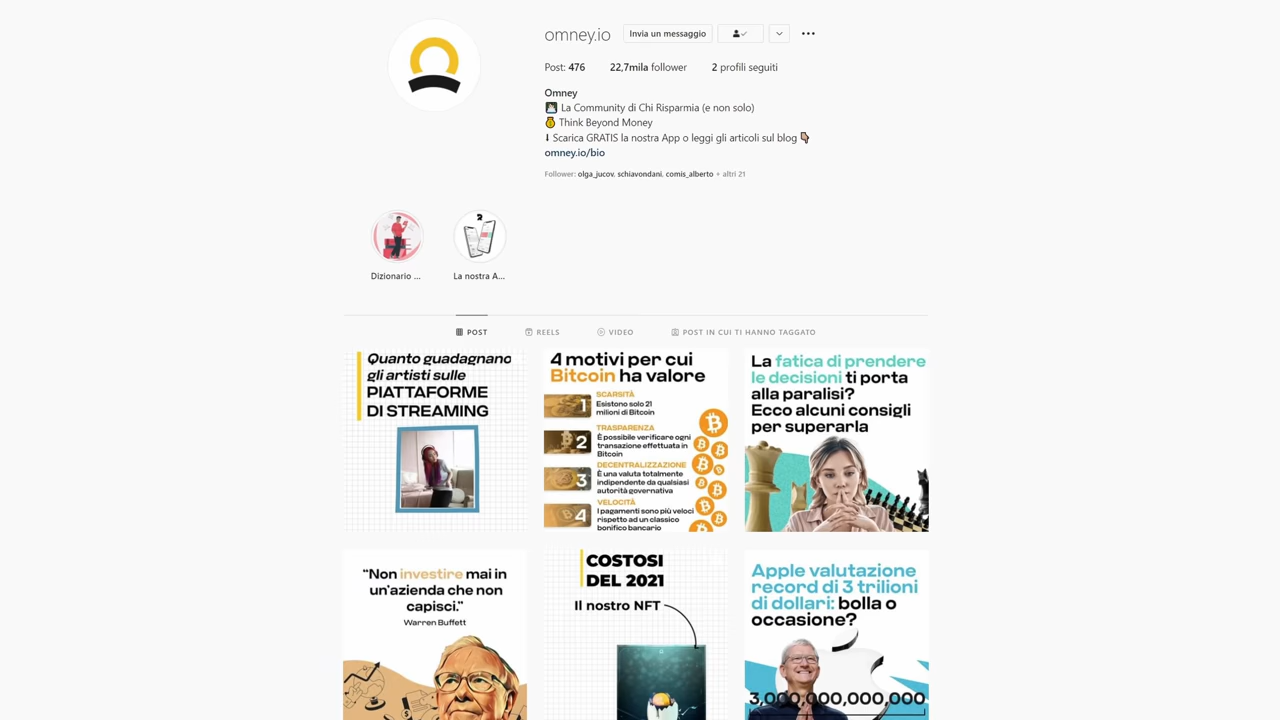 omney.io
Invia un messaggio
Post: 476
22,7mila follower
2 profili seguiti
Omney
La Community di Chi Risparmia (e non solo)
Think Beyond Money
Scarica GRATIS la nostra App o leggi gli articoli sul blog
omney.io/bio
Follower: olga_jucov, schiavondani, comis_alberto + altri 21
Dizionario ...
La nostra A...
POST
REELS
VIDEO
POST IN CUI TI HANNO TAGGATO
Quanto guadagnano
gli artisti sulle
PIATTAFORME
DI STREAMING
4 motivi per cui
Bitcoin ha valore
1
SCARSITÀ
Esistono solo 21
milioni di Bitcoin
2
TRASPARENZA
È possibile verificare ogni
transazione effettuata in
Bitcoin
3
DECENTRALIZZAZIONE
È una valuta totalmente
indipendente da qualsiasi
autorità governativa
4
VELOCITÀ
I pagamenti sono più veloci
rispetto ad un classico
bonifico bancario
La fatica di prendere
le decisioni ti porta
alla paralisi?
Ecco alcuni consigli
per superarla
“Non investire mai in
un’azienda che non
capisci.”
Warren Buffett
COSTOSI
DEL 2021
Il nostro NFT
Apple valutazione
record di 3 trilioni
di dollari: bolla o
occasione?
3,000,000,000,000